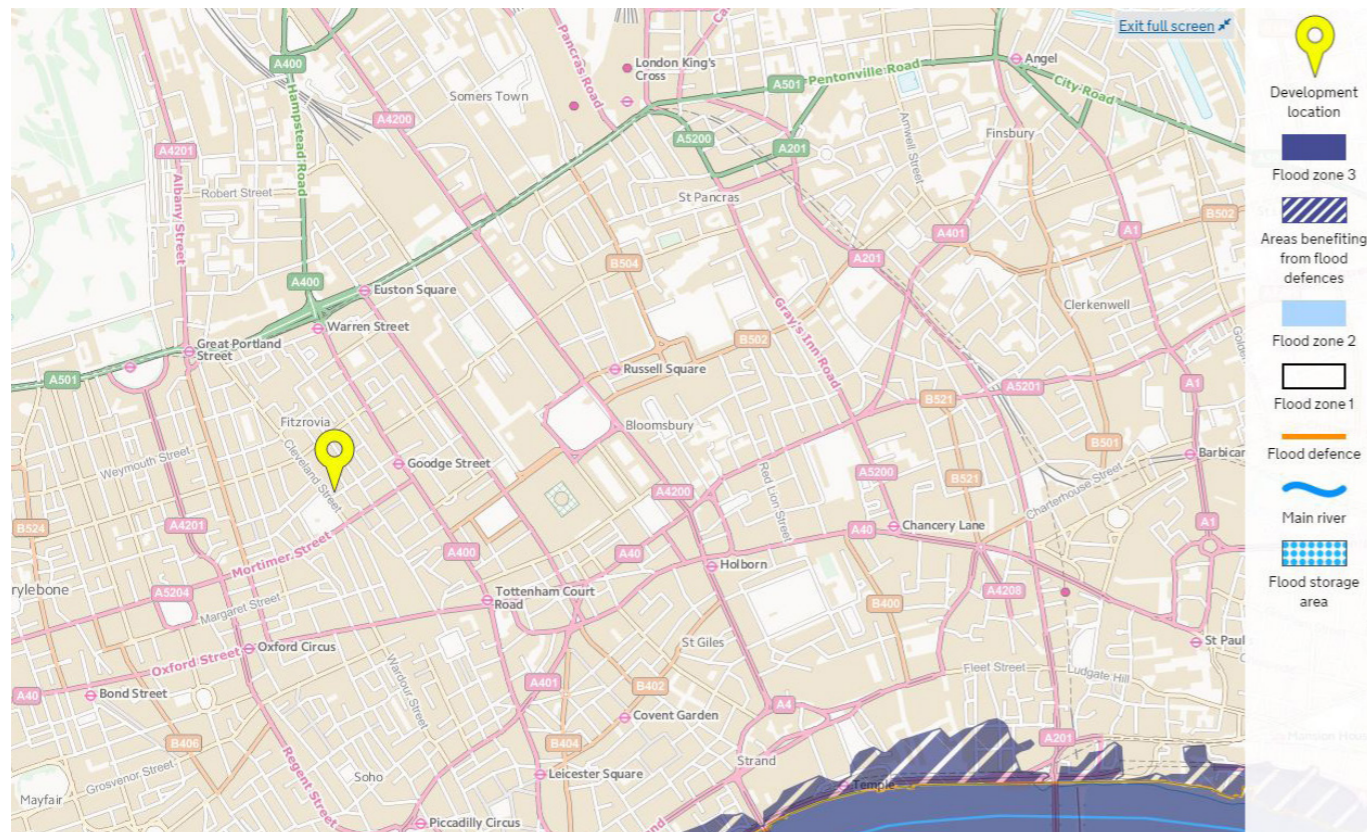 Exit full screen
A400
Hampstead Road
Pancras Road
London King's
Cross
Somers Town
A4200
A501
Pentonville Road
Angel
City Road
A4201
Albany Street
Robert Street
A5200
A201
Amwell Street
Finsbury
St Pancras
B502
A401
A1
A201
B504
A400
Euston Square
Warren Street
Clerkenwell
Gray's Inn Road
Great Portland
Street
B502
Russell Square
A501
A5201
A1
B521
Fitzrovia
Bloomsbury
Weymouth Street
Cleveland Street
Goodge Street
B501
Barbican
Red Lion Street
A5200
B521
Charterhouse Street
A4200
B524
A4201
Mortimer Street
A400
A40
A40
Chancery Lane
A1
Holborn
rylebone
A5204
Margaret Street
Tottenham Court
Road
B400
A4208
Oxford Circus
Oxford Street
St Giles
St Paul
Wardour Street
Fleet Street
Ludgate Hill
A40
Bond Street
A401
B402
A4
Covent Garden
B406
B404
A201
Grosvenor Street
Regent Street
Soho
Leicester Square
Strand
Temple
Mayfair
Piccadilly Circus
Mansion Hous
Development
location
Flood zone 3
Areas benefiting
from flood
defences
Flood zone 2
Flood zone 1
Flood defence
Main river
Flood storage
area